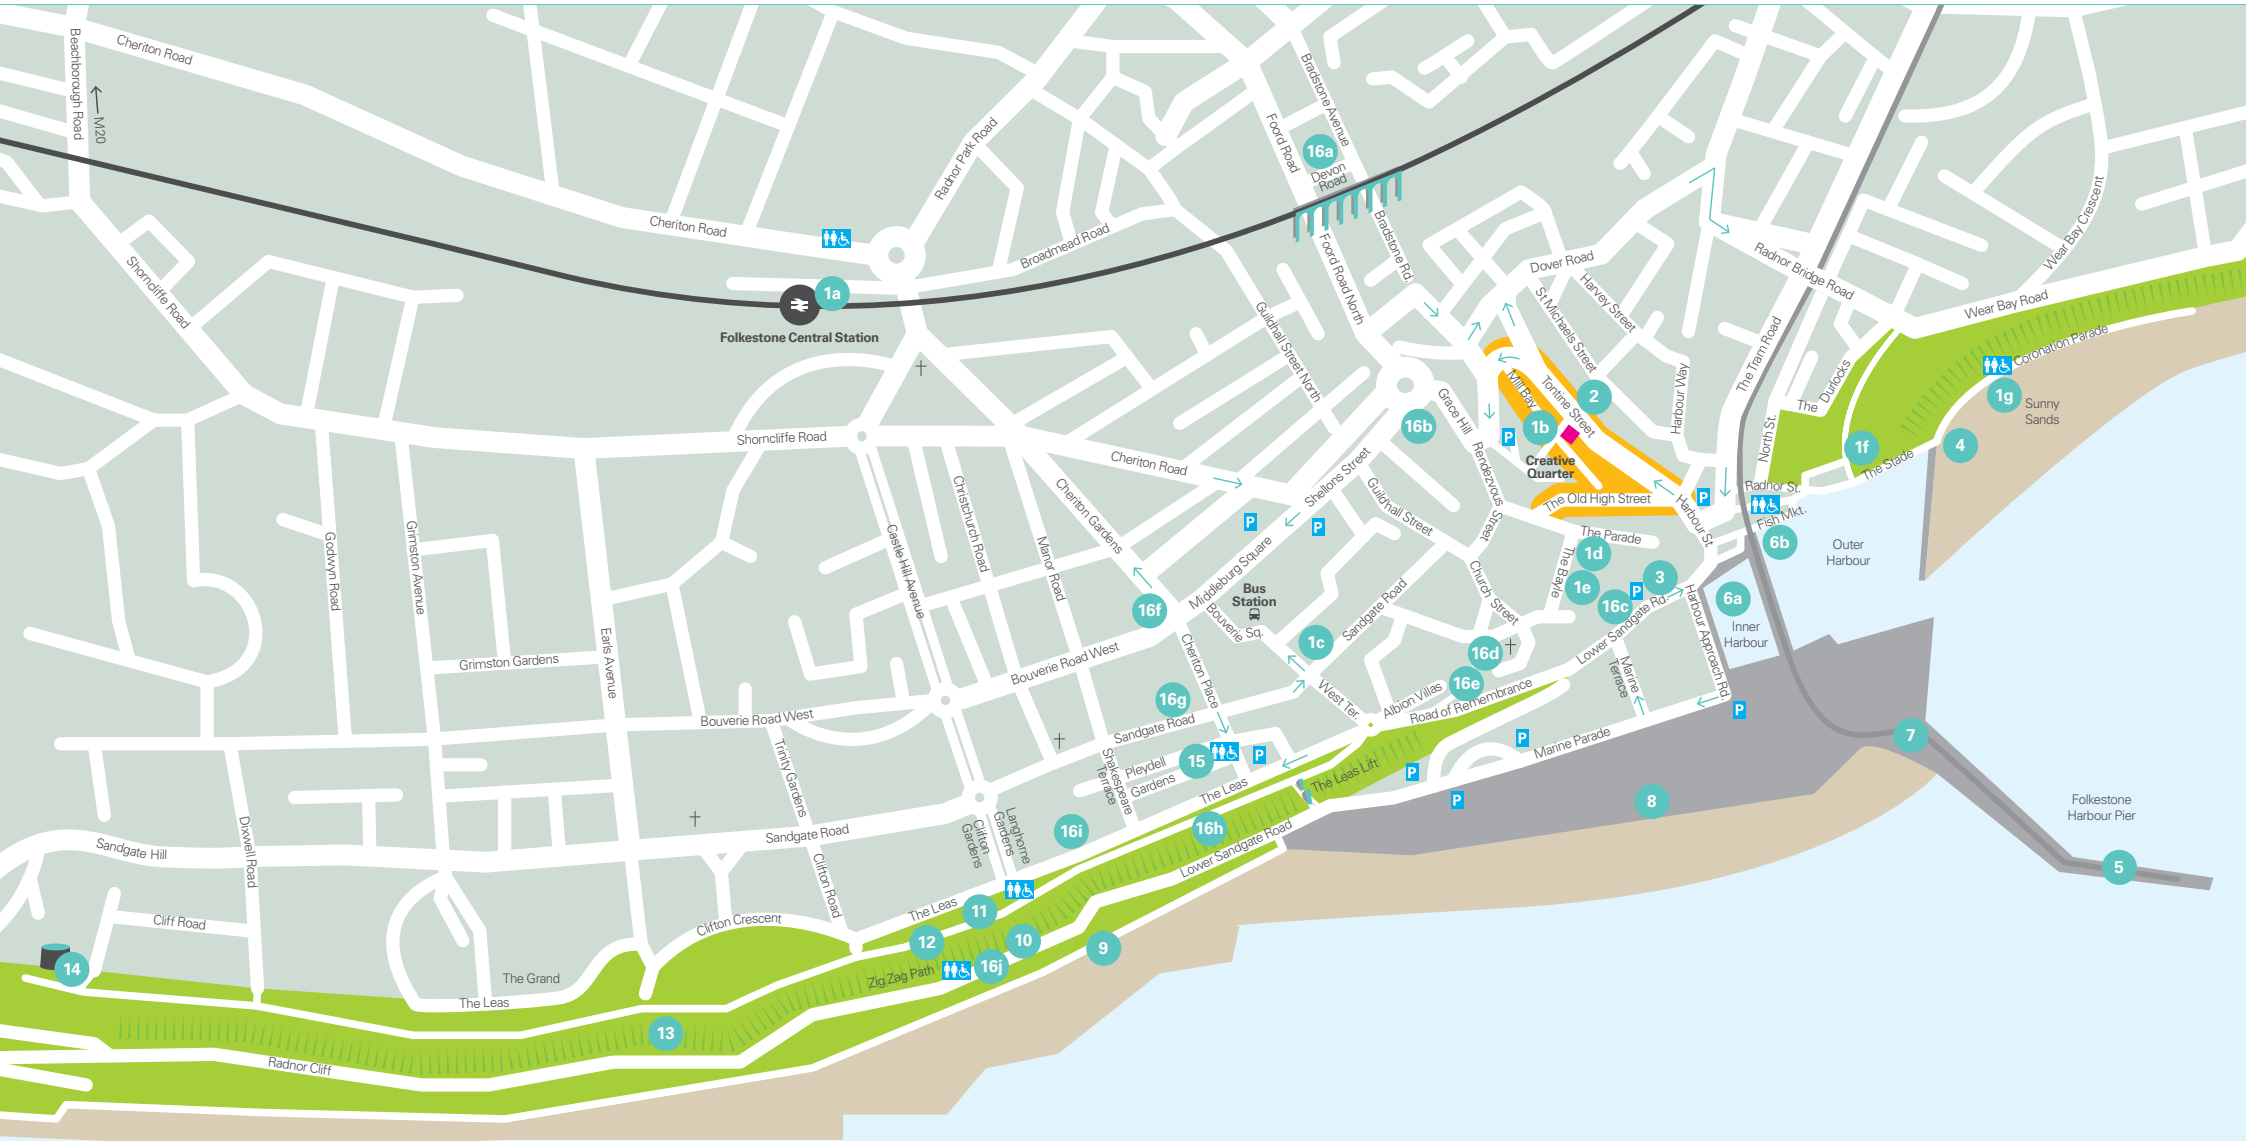 Beachborough Road
M20
Cheriton Road
Cheriton Road
Radnor Park Road
Broadmead Road
1a
Folkestone Central Station
Shorncliffe Road
Shorncliffe Road
Bradstone Avenue
Foord Road
16a
Devon
Road
Bradstone Rd.
Foord Road North
Guildhall Street North
Dover Road
St Michaels Street
Harvey Street
Radnor Bridge Road
Wear Bay Crescent
Wear Bay Road
Coronation Parade
1g
Sunny
Sands
4
The Tram Road
Harbour Way
The
Durlocks
North St.
1f
The Stade
Radnor St.
Fish Mkt.
6b
Outer
Harbour
Mill Bay
Tontine Street
2
1b
Creative
Quarter
P
The Old High Street
P
Harbour St.
Grace Hill
16b
Rendezvous
Street
Shellons Street
Guildhall Street
Cheriton Road
P
P
Cheriton Gardens
Christchurch Road
Manor Road
Castle Hill Avenue
Godwyn Road
Grimston Avenue
Grimston Gardens
Earls Avenue
16f
Middleburg Square
Bus
Station
Bouverie
Sq.
1c
Sandgate Road
Church Street
The Parade
1d
The Bayle
1e
16c
P
3
Lower Sandgate Rd.
6a
Inner
Harbour
Harbour Approach Rd.
Marine
Terrace
P
16d
16e
Albion Villas
Road of Remembrance
West Ter.
Cheriton Place
Bouverie Road West
Bouverie Road West
16g
Sandgate Road
15
Pleydell
Gardens
P
The Leas
The Leas Lift
P
P
P
Marine Parade
8
7
Folkestone
Harbour Pier
5
Shakespeare
Terrace
Trinity Gardens
Sandgate Road
Clifton
Gardens
Langhorne
Gardens
16i
16h
Lower Sandgate Road
Sandgate Hill
Dixwell Road
Clifton Road
Cliff Road
Clifton Crescent
The Leas
11
12
10
16j
9
Zig Zag Path
The Grand
The Leas
14
13
Radnor Cliff